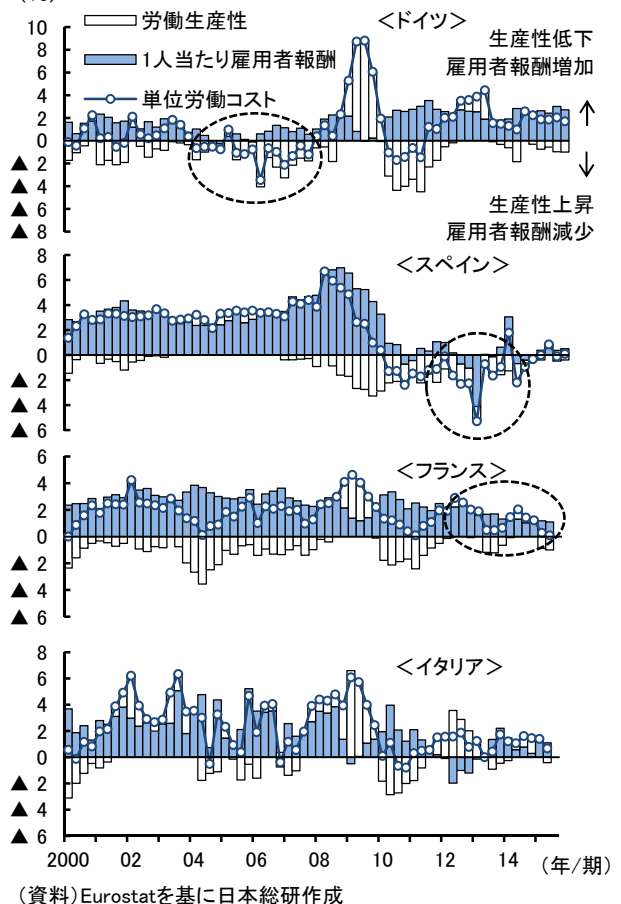 労働生産性
1人当たり雇用者報酬
単位労働コスト
<ドイツ>
生産性低下
雇用者報酬増加
↑
↓
生産性上昇
雇用者報酬減少
10
8
6
4
2
0
▲ 2
▲ 4
▲ 6
▲ 8
<スペイン>
8
6
4
2
0
▲ 2
▲ 4
▲ 6
<フランス>
6
4
2
0
▲ 2
▲ 4
▲ 6
<イタリア>
8
6
4
2
0
▲ 2
▲ 4
▲ 6
2000 02 04 06 08 10 12 14 (年/期)
(資料)Eurostatを基に日本総研作成